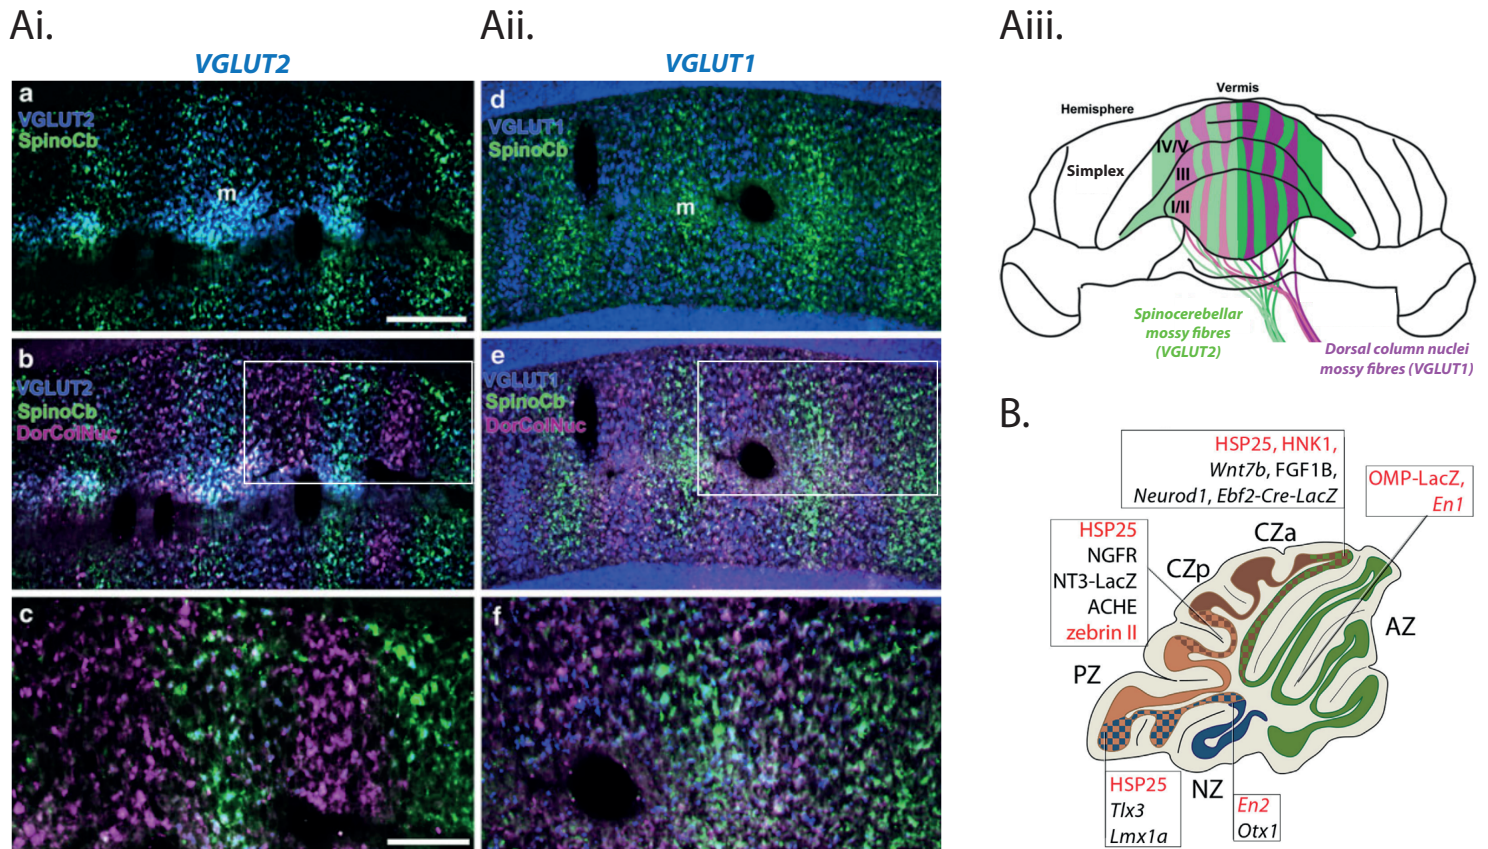 Ai.
VGLUT2
a
VGLUT2
SpinoCb
m
b
VGLUT2
SpinoCb
DorColNuc
c
Aii.
VGLUT1
d
VGLUT1
SpinoCb
m
e
VGLUT1
SpinoCb
DorColNuc
f
Aiii.
Vermis
Hemisphere
IV/V
Simplex
III
I/II
Spinocerebellar
mossy fibres
(VGLUT2)
Dorsal column nuclei
mossy fibres (VGLUT1)
B.
HSP25, HNK1,
Wnt7b, FGF1B,
Neurod1, Ebf2-Cre-LacZ
OMP-LacZ,
En1
HSP25
NGFR
NT3-LacZ
ACHE
zebrin II
CZa
CZp
AZ
PZ
NZ
HSP25
Tlx3
Lmx1a
En2
Otx1